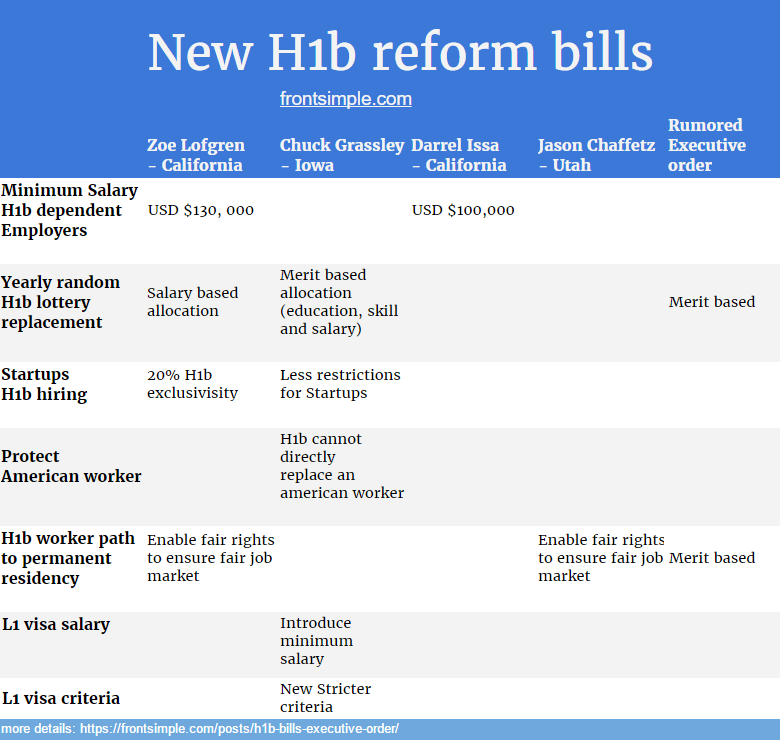 New H1b reform bills
frontsimple.com
Zoe Lofgren
– California
Chuck Grassley
– Iowa
Darrel Issa
– California
Jason Chaffetz
– Utah
Rumored
Executive
order
Minimum Salary
H1b dependent
Employers
USD $130, 000
USD $100,000
Yearly random
H1b lottery
replacement
Salary based
allocation
Merit based
allocation
(education, skill
and salary)
Merit based
Startups
H1b hiring
20% H1b
exclusivisity
Less restrictions
for Startups
Protect
American worker
H1b cannot
directly
replace an
american worker
H1b worker path
to permanent
residency
Enable fair rights
to ensure fair job
market
Enable fair rights
to ensure fair job
market
Merit based
L1 visa salary
Introduce
minimum
salary
L1 visa criteria
New Stricter
criteria
more details: https://frontsimple.com/posts/h1b-bills-executive-order/